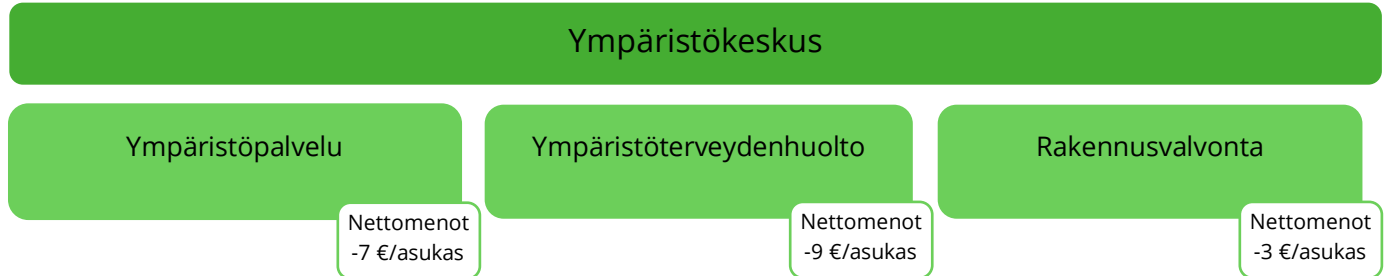 Ympäristökeskus
Ympäristöpalvelu
Nettomenot
-7 €/asukas
Ympäristöterveydenhuolto
Nettomenot
-9 €/asukas
Rakennusvalvonta
Nettomenot
-3 €/asukas